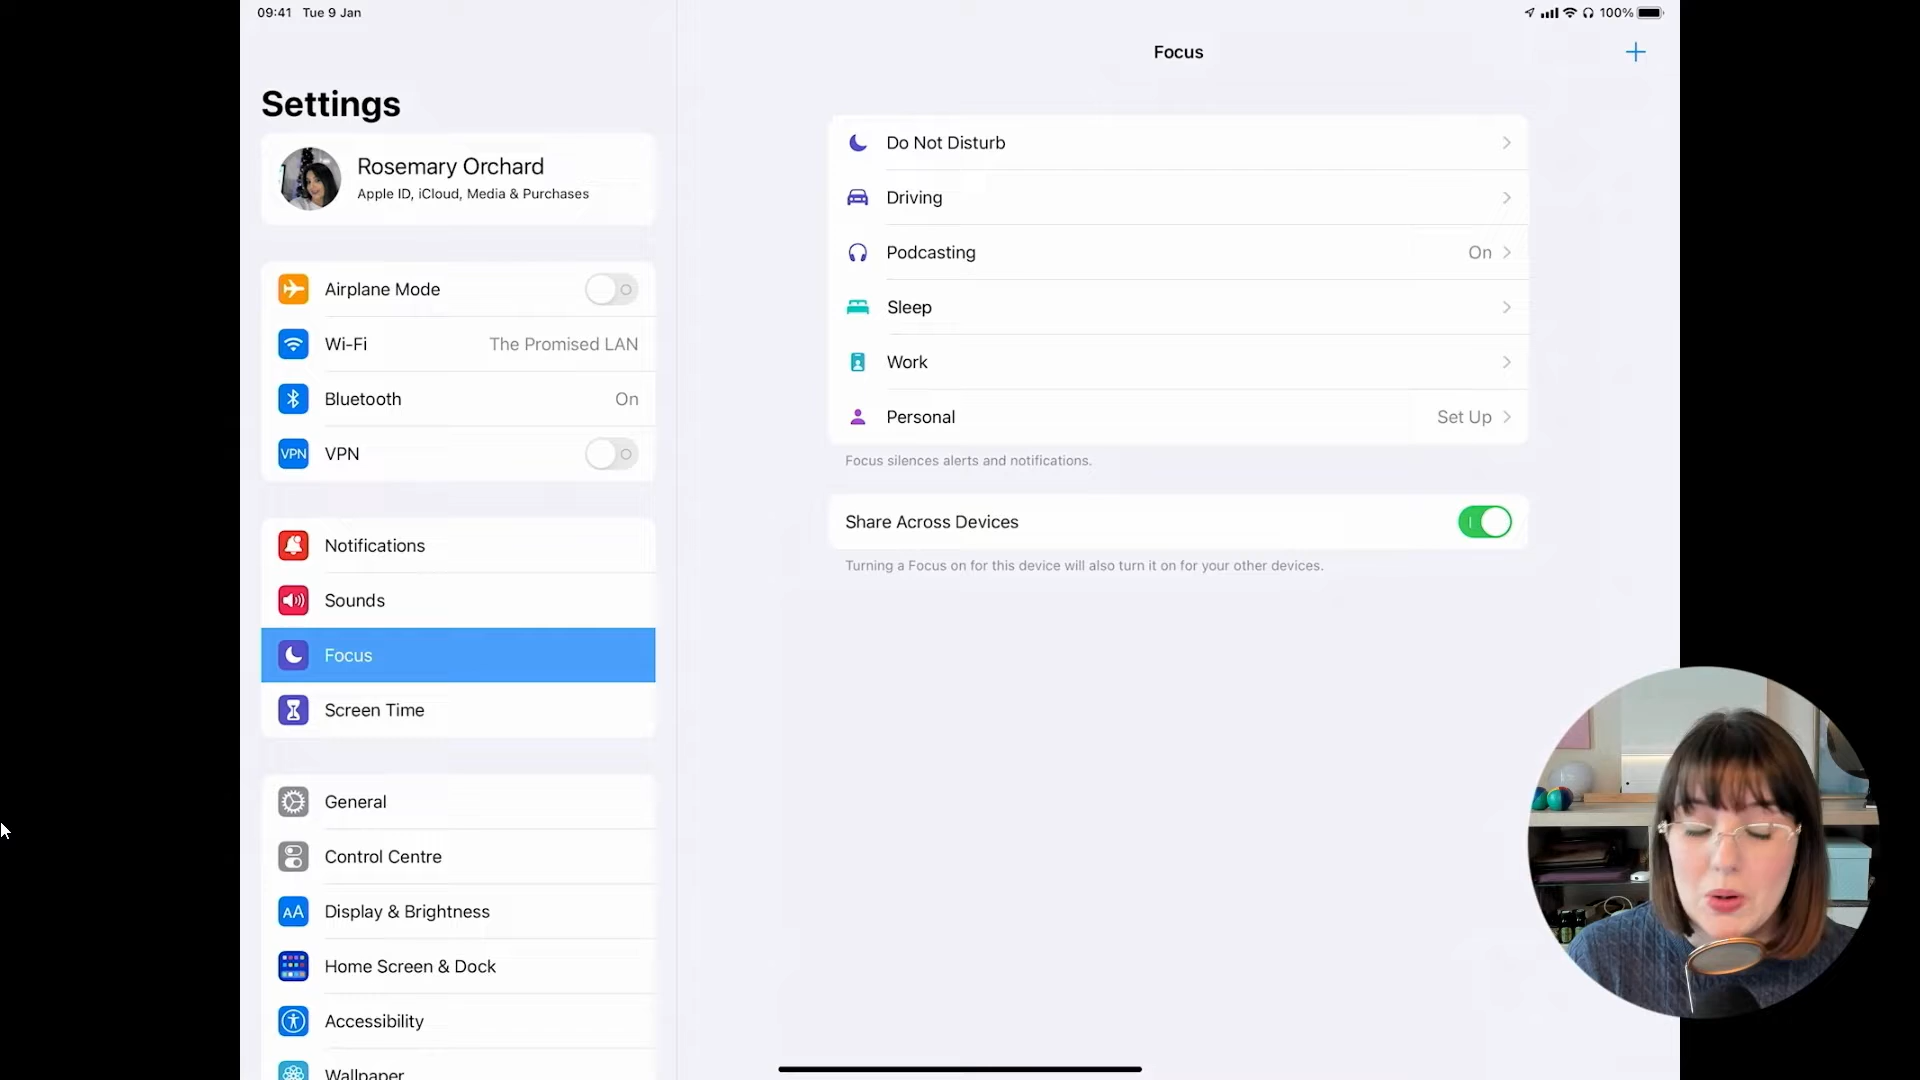 09:41 Tue 9 Jan
100%
Settings
Rosemary Orchard
Apple ID, iCloud, Media & Purchases
Airplane Mode
Wi-Fi The Promised LAN
Bluetooth On
VPN VPN
Notifications
Sounds
Focus
Screen Time
General
Control Centre
AA Display & Brightness
Home Screen & Dock
Accessibility
Wallpaper
Focus
Do Not Disturb
Driving
Podcasting On
Sleep
Work
Personal Set Up
Focus silences alerts and notifications.
Share Across Devices
Turning a Focus on for this device will also turn it on for your other devices.